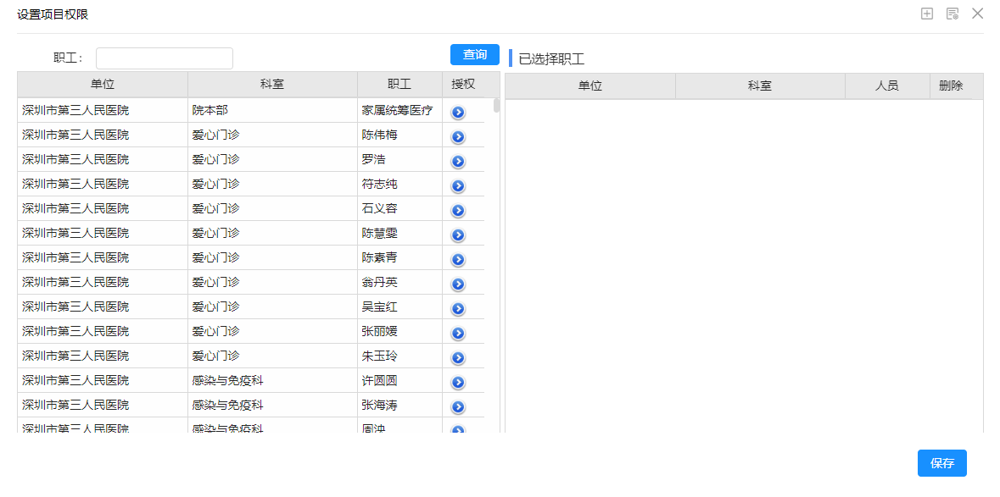 设置项目权限
职工： 查询 已选择职工
单位 科室 职工 授权 单位 科室 人员 删除
深圳市第三人民医院 院本部 家属统筹医疗
深圳市第三人民医院 爱心门诊 陈伟梅
深圳市第三人民医院 爱心门诊 罗浩
深圳市第三人民医院 爱心门诊 符志纯
深圳市第三人民医院 爱心门诊 石义容
深圳市第三人民医院 爱心门诊 陈慧雯
深圳市第三人民医院 爱心门诊 陈素青
深圳市第三人民医院 爱心门诊 翁丹英
深圳市第三人民医院 爱心门诊 吴宝红
深圳市第三人民医院 爱心门诊 张丽媛
深圳市第三人民医院 爱心门诊 朱玉玲
深圳市第三人民医院 感染与免疫科 许圆圆
深圳市第三人民医院 感染与免疫科 张海涛
深圳市第三人民医院 感染与免疫科 周泱
保存